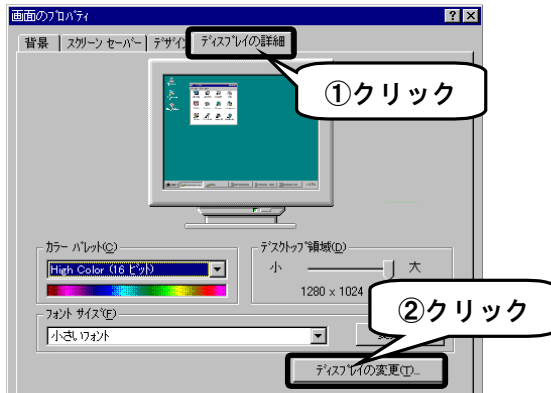 画面のプロパティ
背景 スクリーン セーバー デザイン ディスプレイの詳細
①クリック
カラー パレット(C)
High Color (16 ビット)
デスクトップ領域(D)
小 大
1280 x 1024
②クリック
フォント サイズ(F)
小さいフォント
ディスプレイの変更(T)...